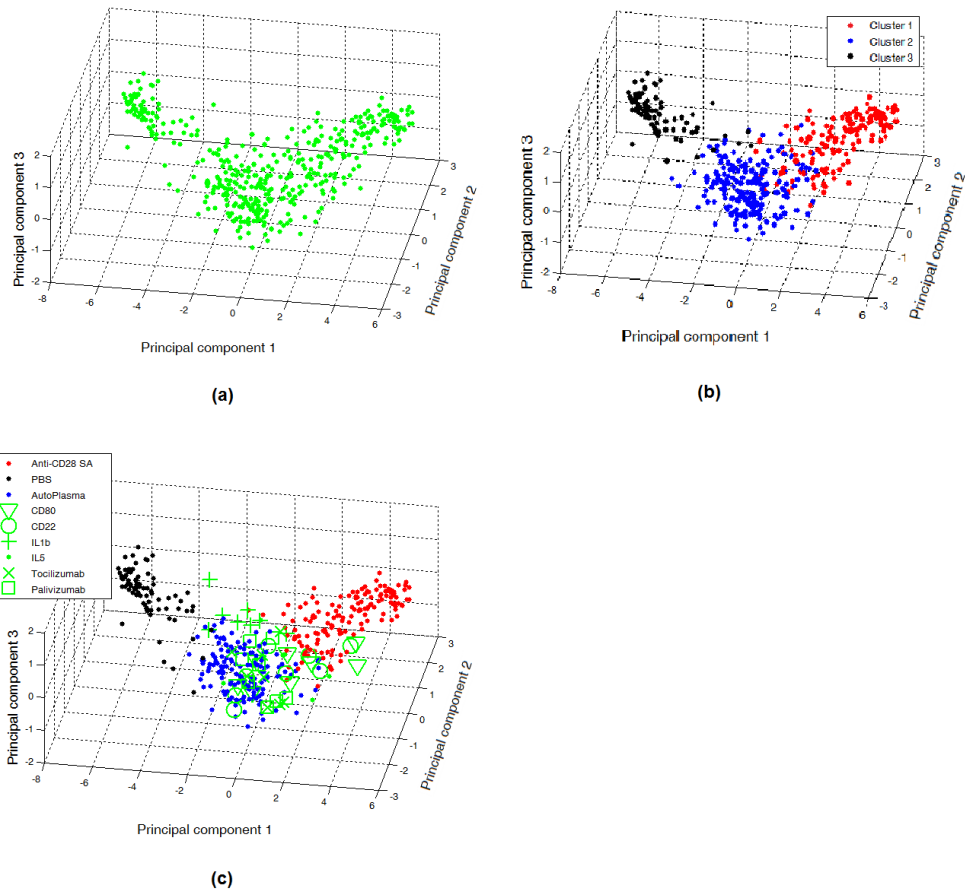 Principal component 3
2
1
0
-1
-2
-8
-6
-4
-2
0
2
4
6
3
2
1
0
-1
-2
-3
Principal component 2
Principal component 1
(a)
Cluster 1
Cluster 2
Cluster 3
Principal component 3
2
1
0
-1
-2
-8
-6
-4
-2
0
2
4
6
3
2
1
0
-1
-2
-3
Principal component 2
Principal component 1
(b)
Anti-CD28 SA
PBS
AutoPlasma
CD80
CD22
IL1b
IL5
Tocilizumab
Palivizumab
Principal component 3
2
1
0
-1
-2
-8
-6
-4
-2
0
2
4
6
3
2
1
0
-1
-2
-3
Principal component 2
Principal component 1
(c)